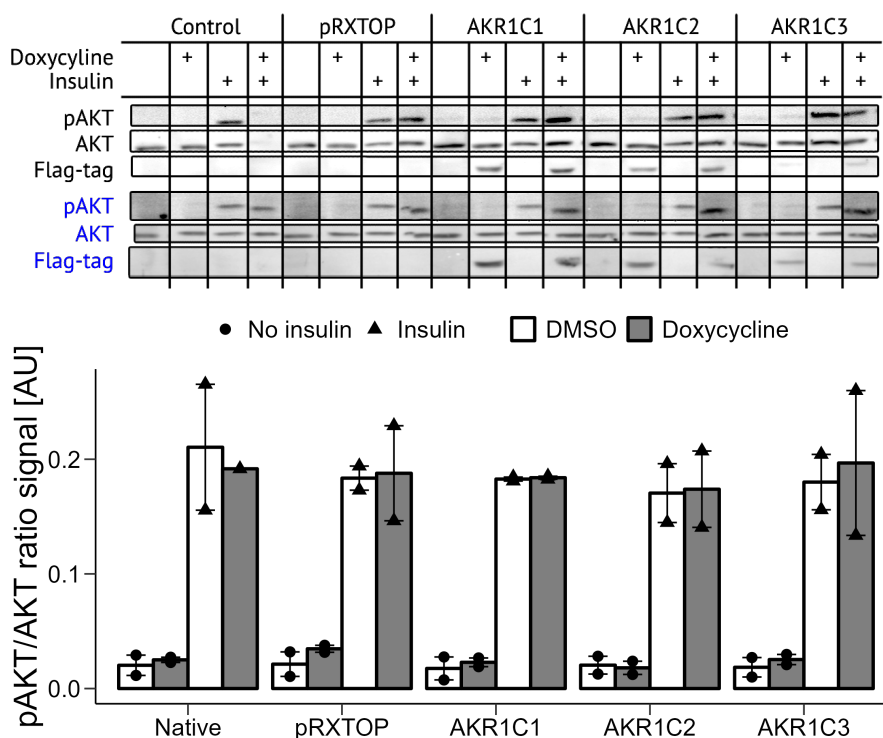 Control pRXTOP AKR1C1 AKR1C2 AKR1C3
Doxycyline + + + + + + + + + +
Insulin + + + + + + + + + +
pAKT
AKT
Flag-tag
pAKT
AKT
Flag-tag
No insulin Insulin DMSO Doxycycline
pAKT/AKT ratio signal [AU]
0.2
0.1
0.0
Native pRXTOP AKR1C1 AKR1C2 AKR1C3